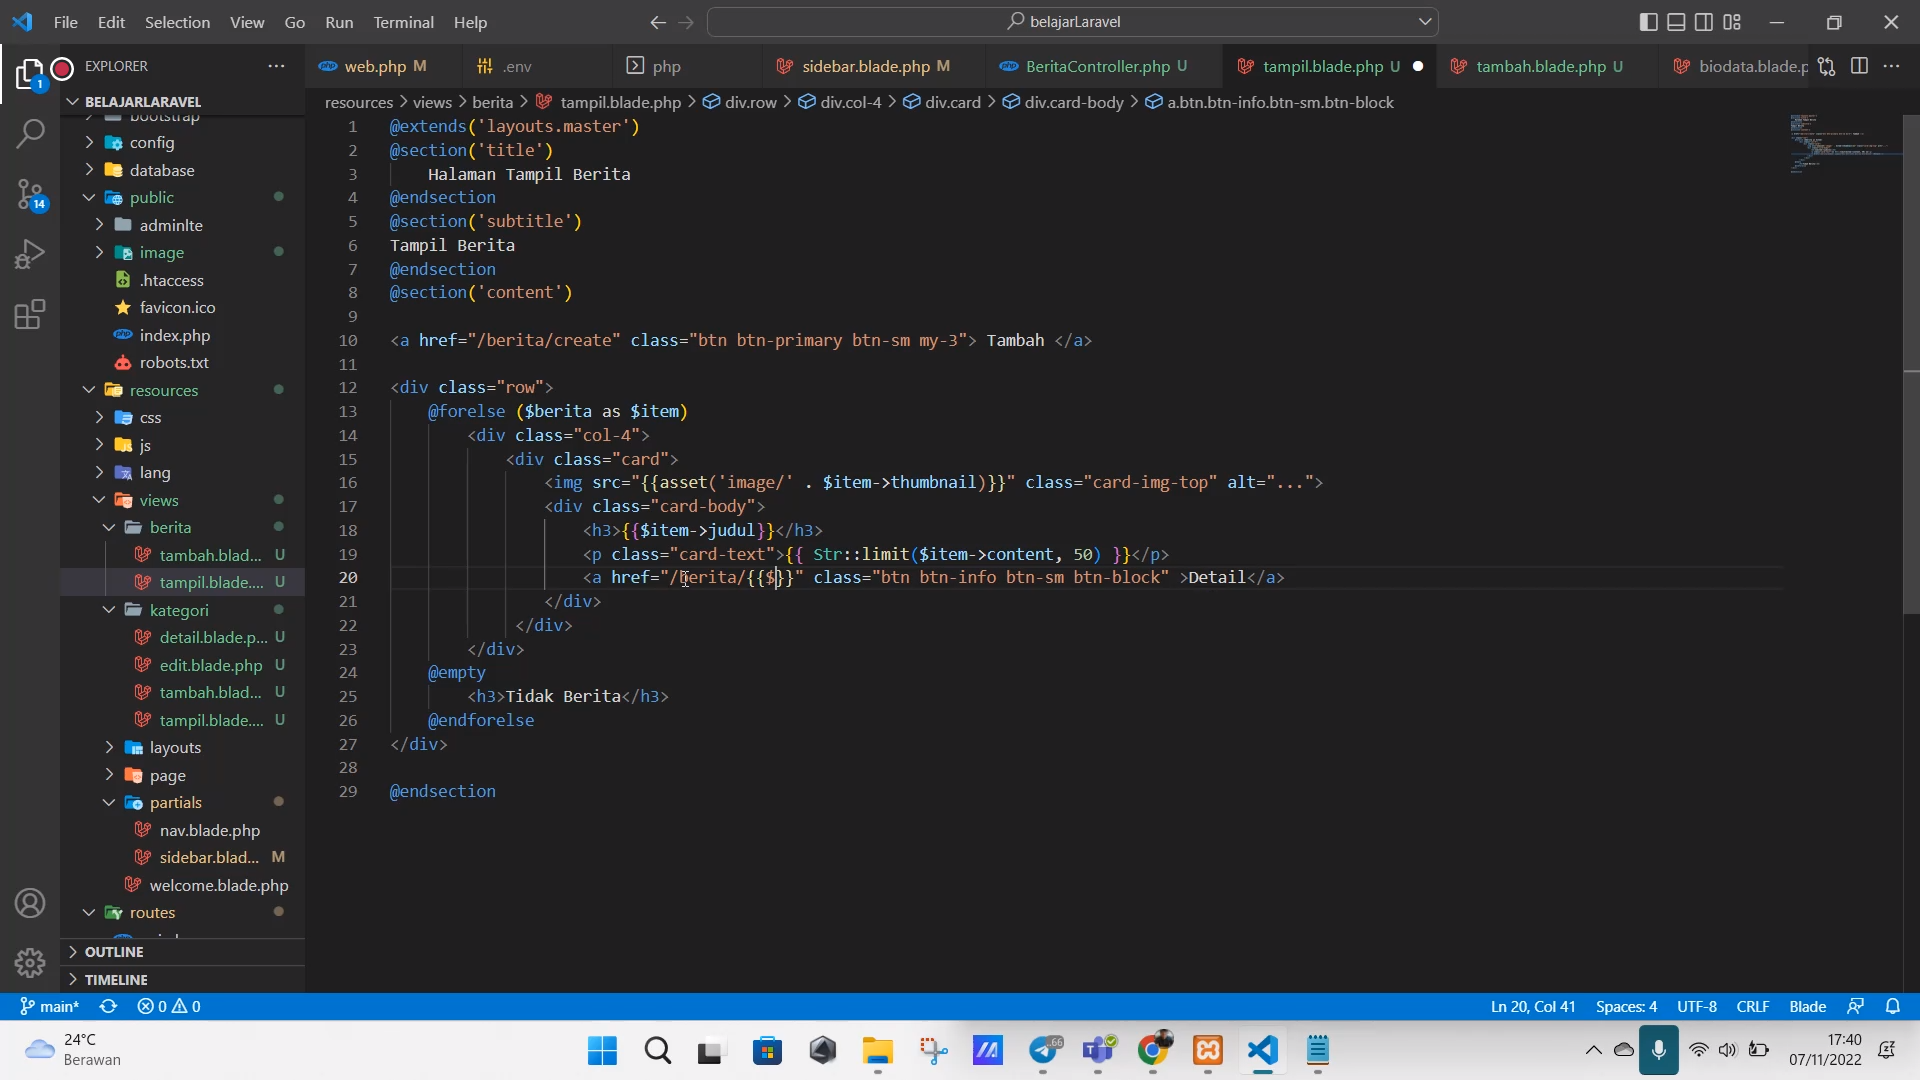 File Edit Selection View Go Run Terminal Help
belajarLaravel
EXPLORER
web.php M
.env
php
sidebar.blade.php M
BeritaController.php U
tampil.blade.php U
tambah.blade.php U
biodata.blade.p
resources > views > berita > tampil.blade.php > div.row > div.col-4 > div.card > div.card-body > a.btn.btn-info.btn-sm.btn-block
BELAJARLARAVEL
bootstrap
config
database
public
adminlte
image
.htaccess
favicon.ico
index.php
robots.txt
resources
css
js
lang
views
berita
tambah.blad... U
tampil.blade.... U
kategori
detail.blade.p... U
edit.blade.php U
tambah.blad... U
tampil.blade.... U
layouts
page
partials
nav.blade.php
sidebar.blad... M
welcome.blade.php
routes
OUTLINE
TIMELINE
1
14
1 @extends('layouts.master')
2 @section('title')
3 Halaman Tampil Berita
4 @endsection
5 @section('subtitle')
6 Tampil Berita
7 @endsection
8 @section('content')
9
10 <a href="/berita/create" class="btn btn-primary btn-sm my-3"> Tambah </a>
11
12 <div class="row">
13 @forelse ($berita as $item)
14 <div class="col-4">
15 <div class="card">
16 <img src="{{asset('image/' . $item->thumbnail)}}" class="card-img-top" alt="...">
17 <div class="card-body">
18 <h3>{{$item->judul}}</h3>
19 <p class="card-text">{{ Str::limit($item->content, 50) }}</p>
20 <a href="/berita/{{$}}" class="btn btn-info btn-sm btn-block" >Detail</a>
21 </div>
22 </div>
23 </div>
24 @empty
25 <h3>Tidak Berita</h3>
26 @endforelse
27 </div>
28
29 @endsection
main* 0 0
Ln 20, Col 41 Spaces: 4 UTF-8 CRLF Blade
24°C
Berawan
66
17:40
07/11/2022